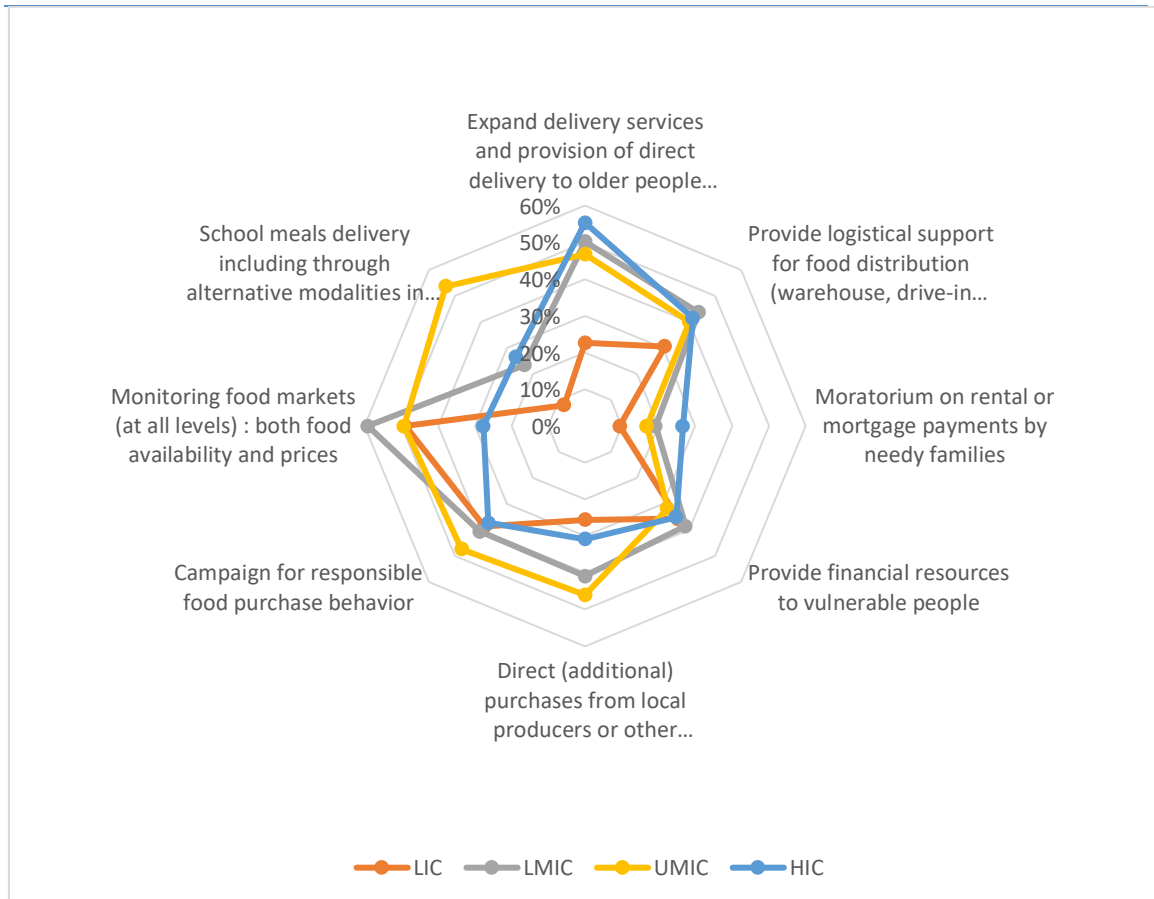 Expand delivery services
and provision of direct
delivery to older people...
60%
50%
40%
30%
20%
10%
0%
Provide logistical support
for food distribution
(warehouse, drive-in...
Moratorium on rental or
mortgage payments by
needy families
Provide financial resources
to vulnerable people
Direct (additional)
purchases from local
producers or other...
Campaign for responsible
food purchase behavior
Monitoring food markets
(at all levels) : both food
availability and prices
School meals delivery
including through
alternative modalities in...
LIC LMIC UMIC HIC